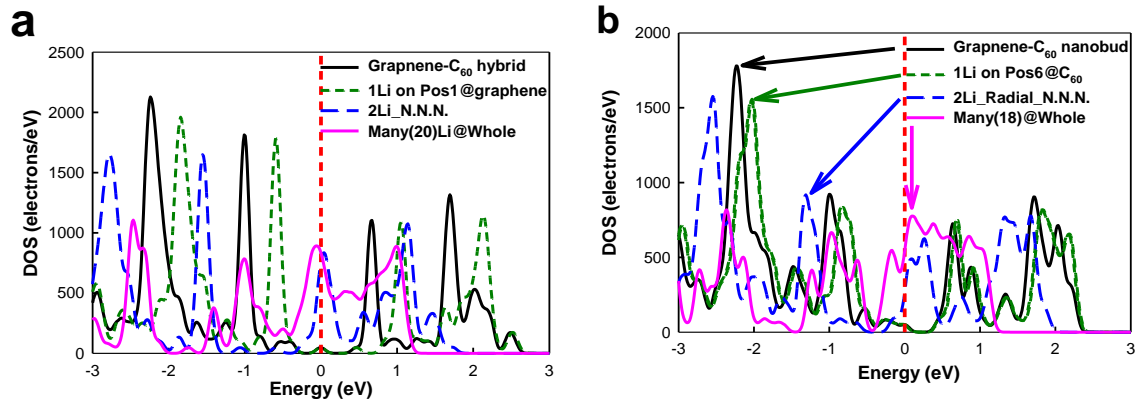 a
2500
2000
1500
1000
500
0
DOS (electrons/eV)
Grapnene-C60 hybrid
1Li on Pos1@graphene
2Li_N.N.N.
Many(20)Li@Whole
-3 -2 -1 0 1 2 3
Energy (eV)
b
2000
1500
1000
500
0
DOS (electrons/eV)
Grapnene-C60 nanobud
1Li on Pos6@C60
2Li_Radial_N.N.N.
Many(18)@Whole
-3 -2 -1 0 1 2 3
Energy (eV)